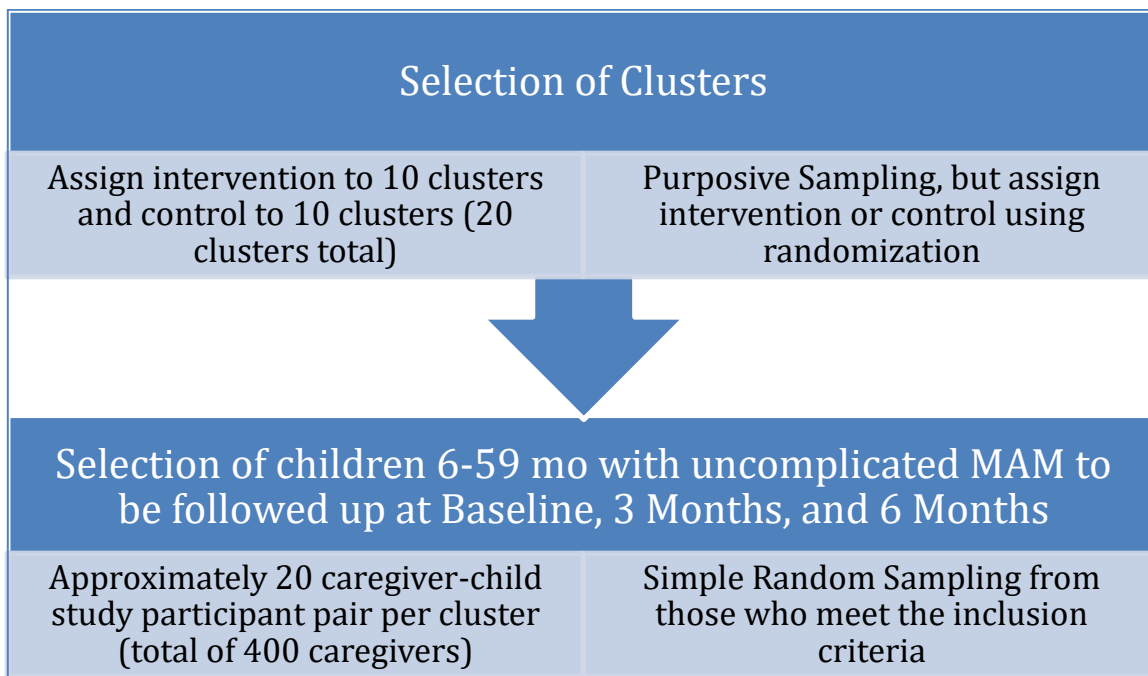 Selection of Clusters
Assign intervention to 10 clusters
and control to 10 clusters (20
clusters total)
Purposive Sampling, but assign
intervention or control using
randomization
Selection of children 6-59 mo with uncomplicated MAM to
be followed up at Baseline, 3 Months, and 6 Months
Approximately 20 caregiver-child
study participant pair per cluster
(total of 400 caregivers)
Simple Random Sampling from
those who meet the inclusion
criteria